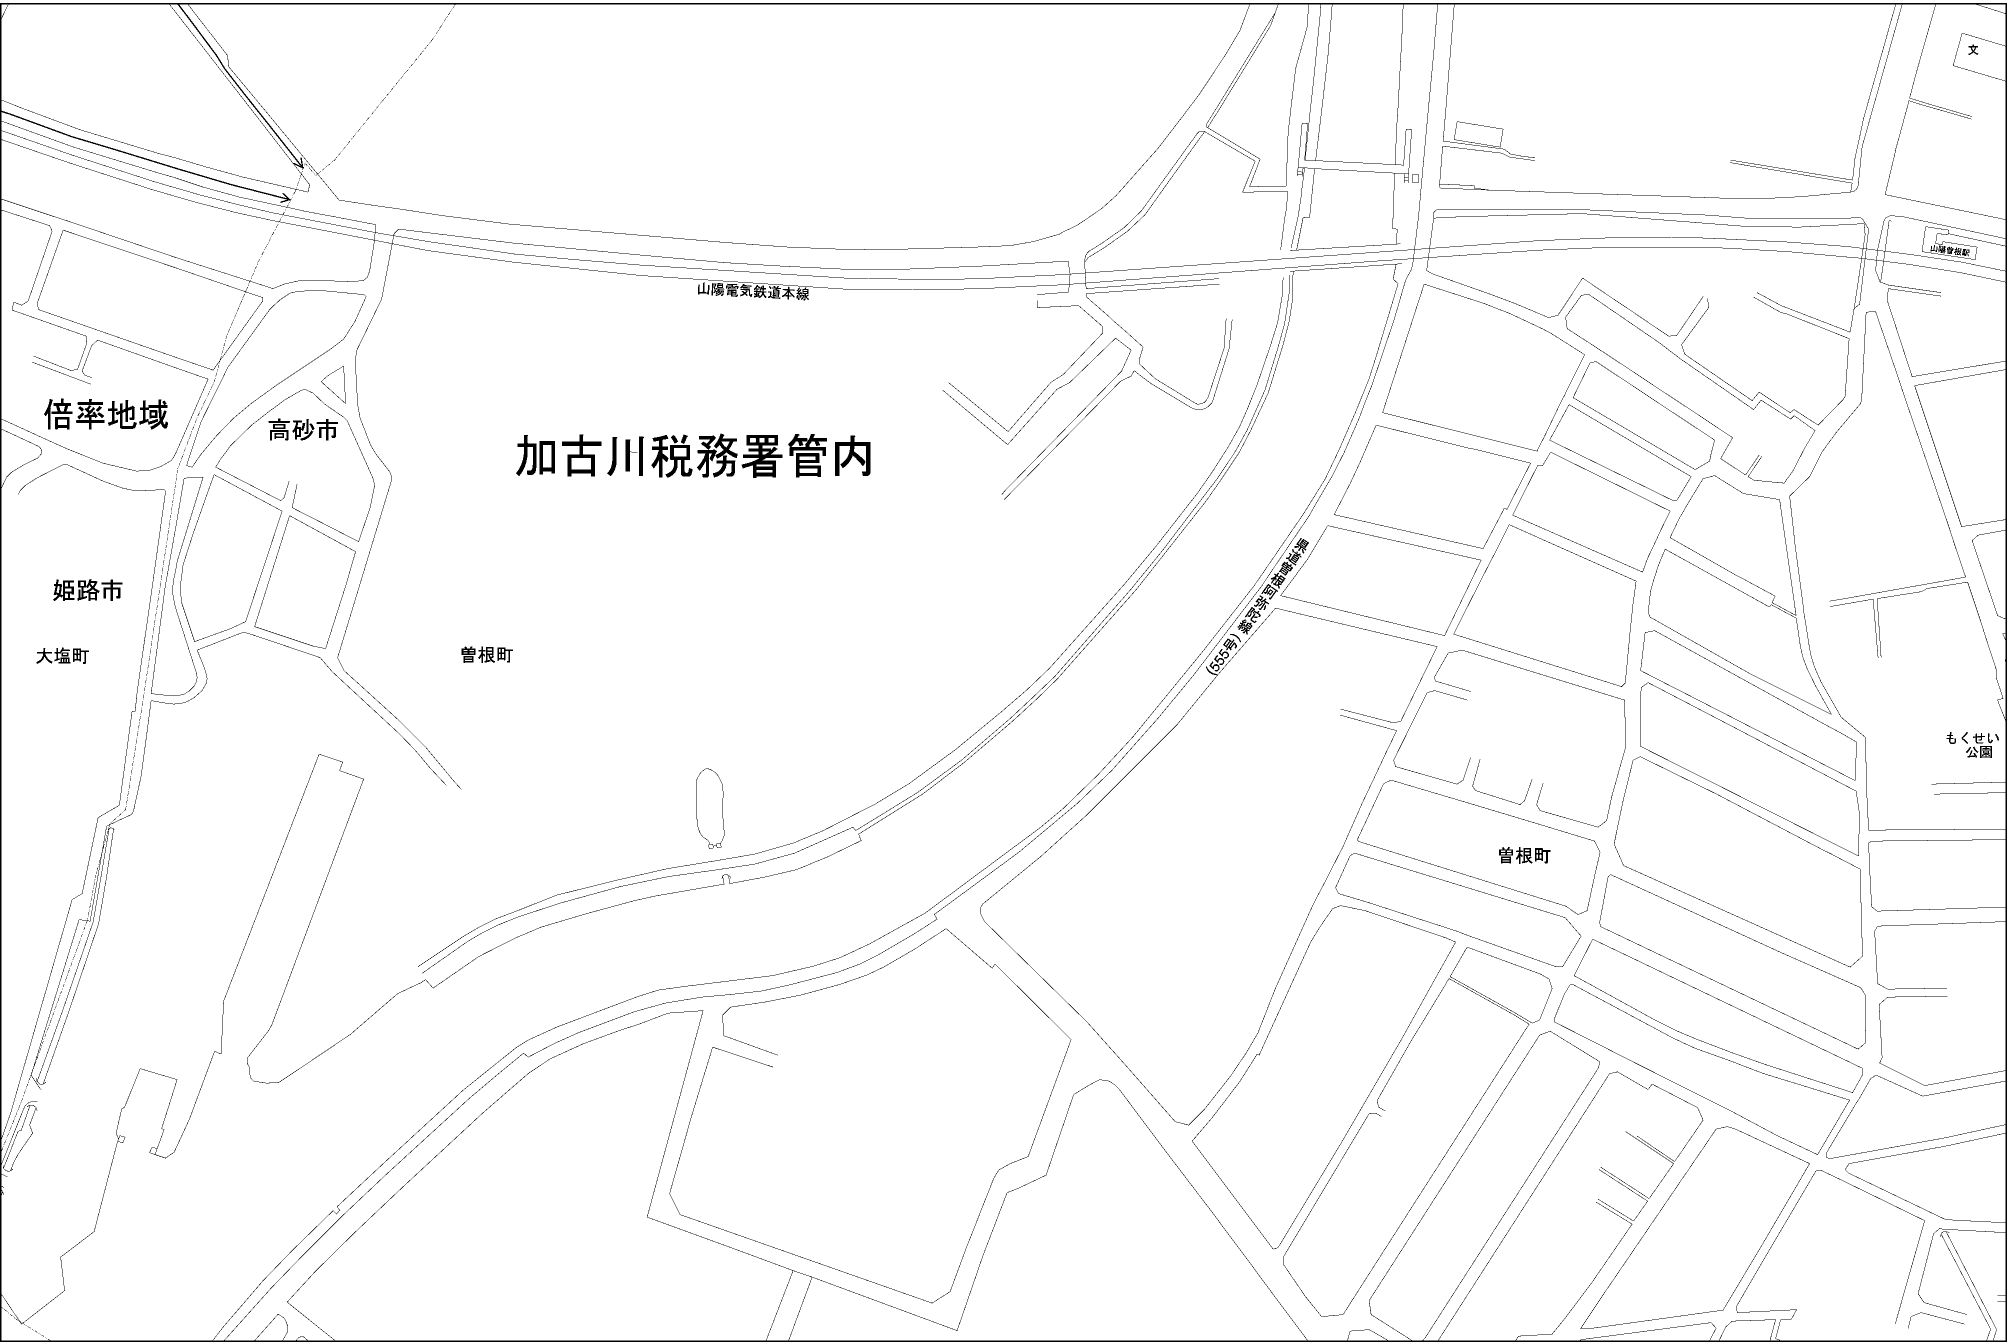 文
山陽曽根駅
山陽電気鉄道本線
倍率地域
高砂市
加古川税務署管内
県道曽根阿弥陀線
(555号)
姫路市
大塩町
曽根町
もくせい
公園
曽根町